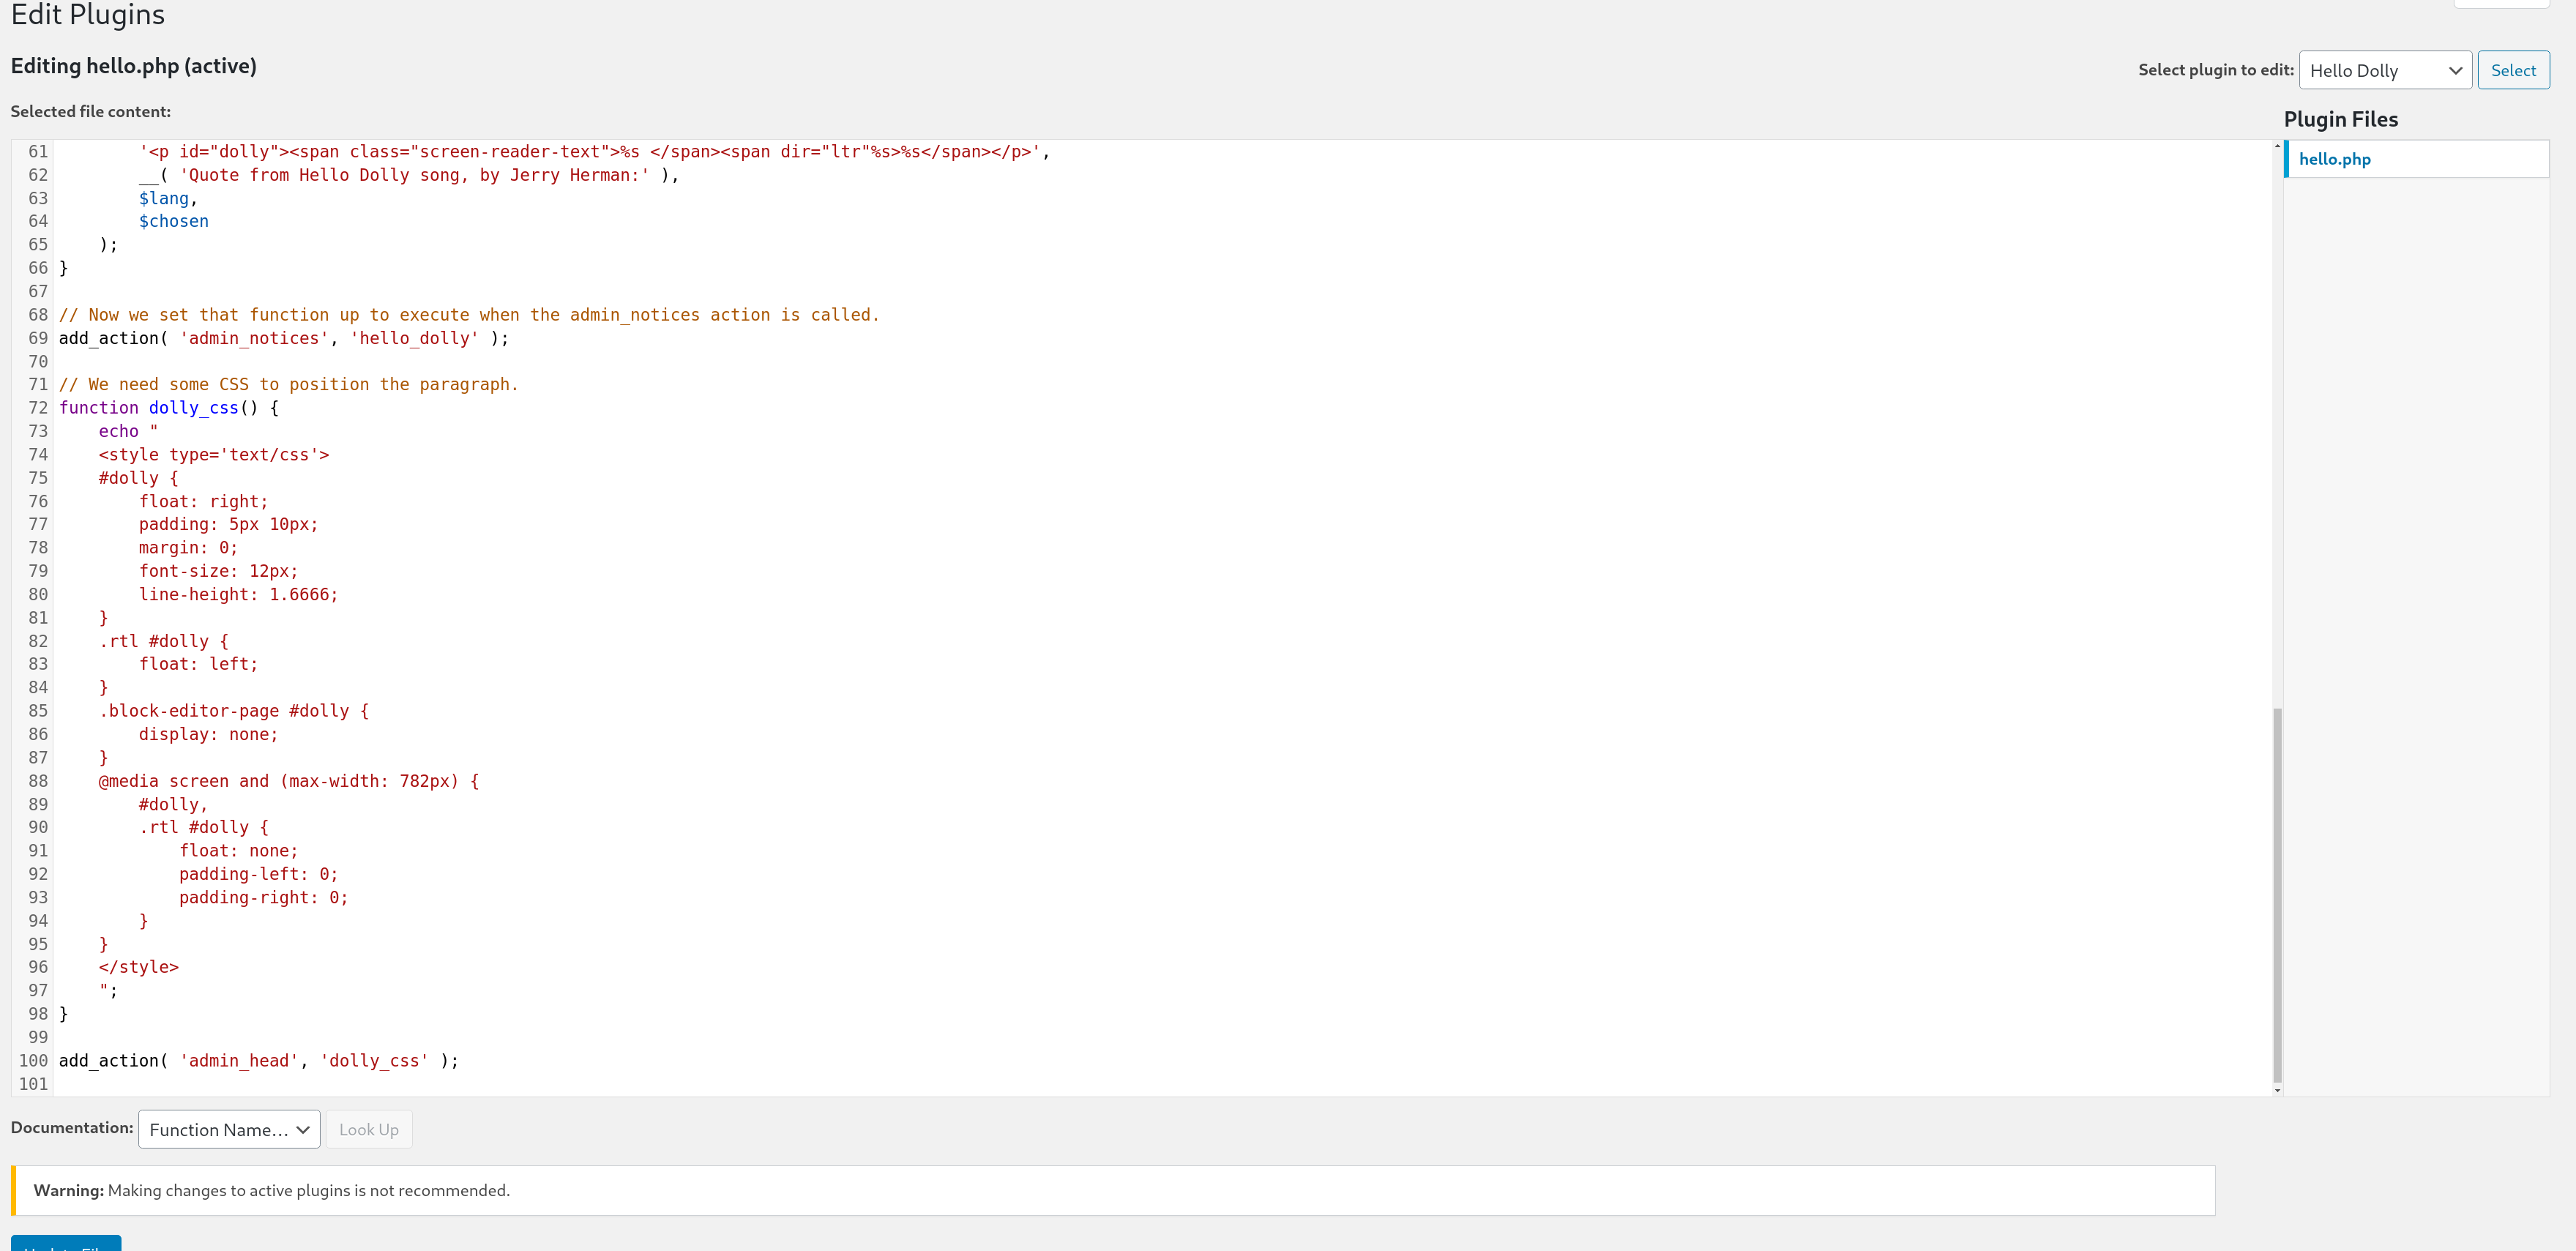 Edit Plugins
Editing hello.php (active)
Select plugin to edit: Hello Dolly Select
Selected file content:
Plugin Files
hello.php
61         '<p id="dolly"><span class="screen-reader-text">%s </span><span dir="ltr"%s>%s</span></p>',
62         __( 'Quote from Hello Dolly song, by Jerry Herman:' ),
63         $lang,
64         $chosen
65     );
66 }
67
68 // Now we set that function up to execute when the admin_notices action is called.
69 add_action( 'admin_notices', 'hello_dolly' );
70
71 // We need some CSS to position the paragraph.
72 function dolly_css() {
73     echo "
74     <style type='text/css'>
75     #dolly {
76         float: right;
77         padding: 5px 10px;
78         margin: 0;
79         font-size: 12px;
80         line-height: 1.6666;
81     }
82     .rtl #dolly {
83         float: left;
84     }
85     .block-editor-page #dolly {
86         display: none;
87     }
88     @media screen and (max-width: 782px) {
89         #dolly,
90         .rtl #dolly {
91             float: none;
92             padding-left: 0;
93             padding-right: 0;
94         }
95     }
96     </style>
97     ";
98 }
99
100 add_action( 'admin_head', 'dolly_css' );
101
Documentation: Function Name... Look Up
Warning: Making changes to active plugins is not recommended.